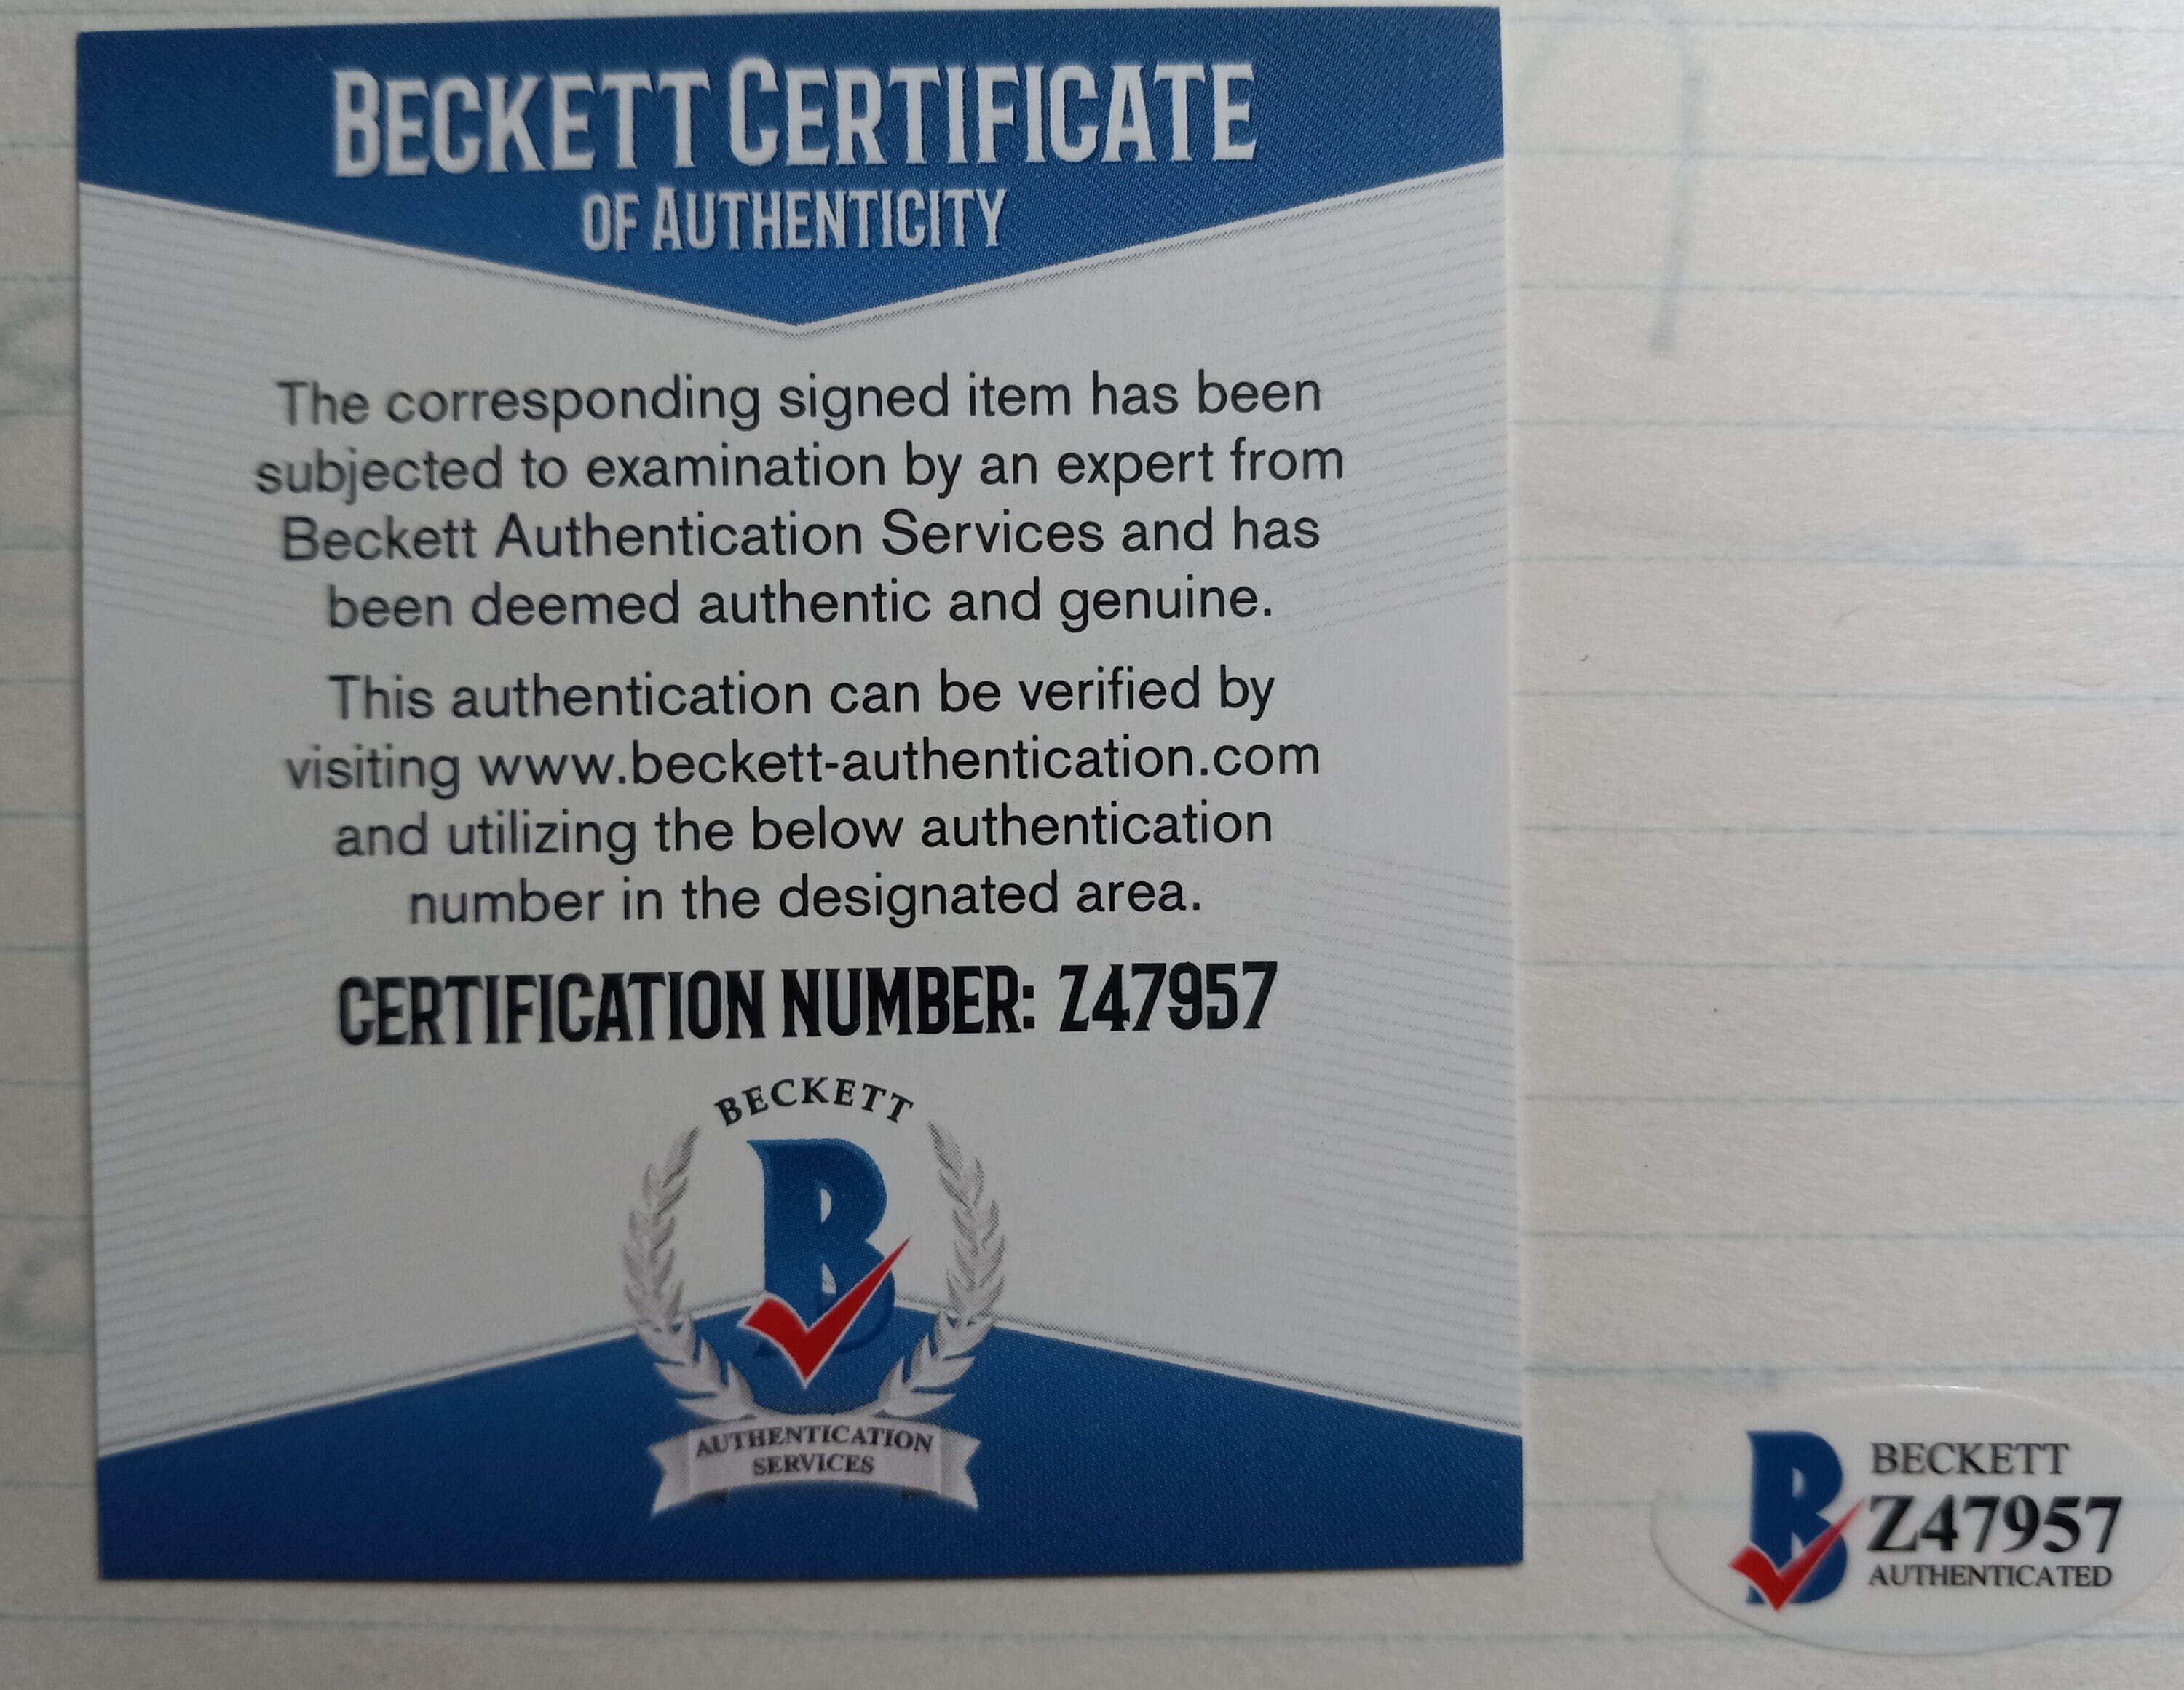 BECKETT CERTIFICATE
OF AUTHENTICITY
The corresponding signed item has been
subjected to examination by an expert from
Beckett Authentication Services and has
been deemed authentic and genuine.
This authentication can be verified by
visiting www.beckett-authentication.com
and utilizing the below authentication
number in the designated area.
CERTIFICATION NUMBER: Z47957
BECKETT
B
AUTHENTICATION
SERVICES
B
BECKETT
Z47957
AUTHENTICATED